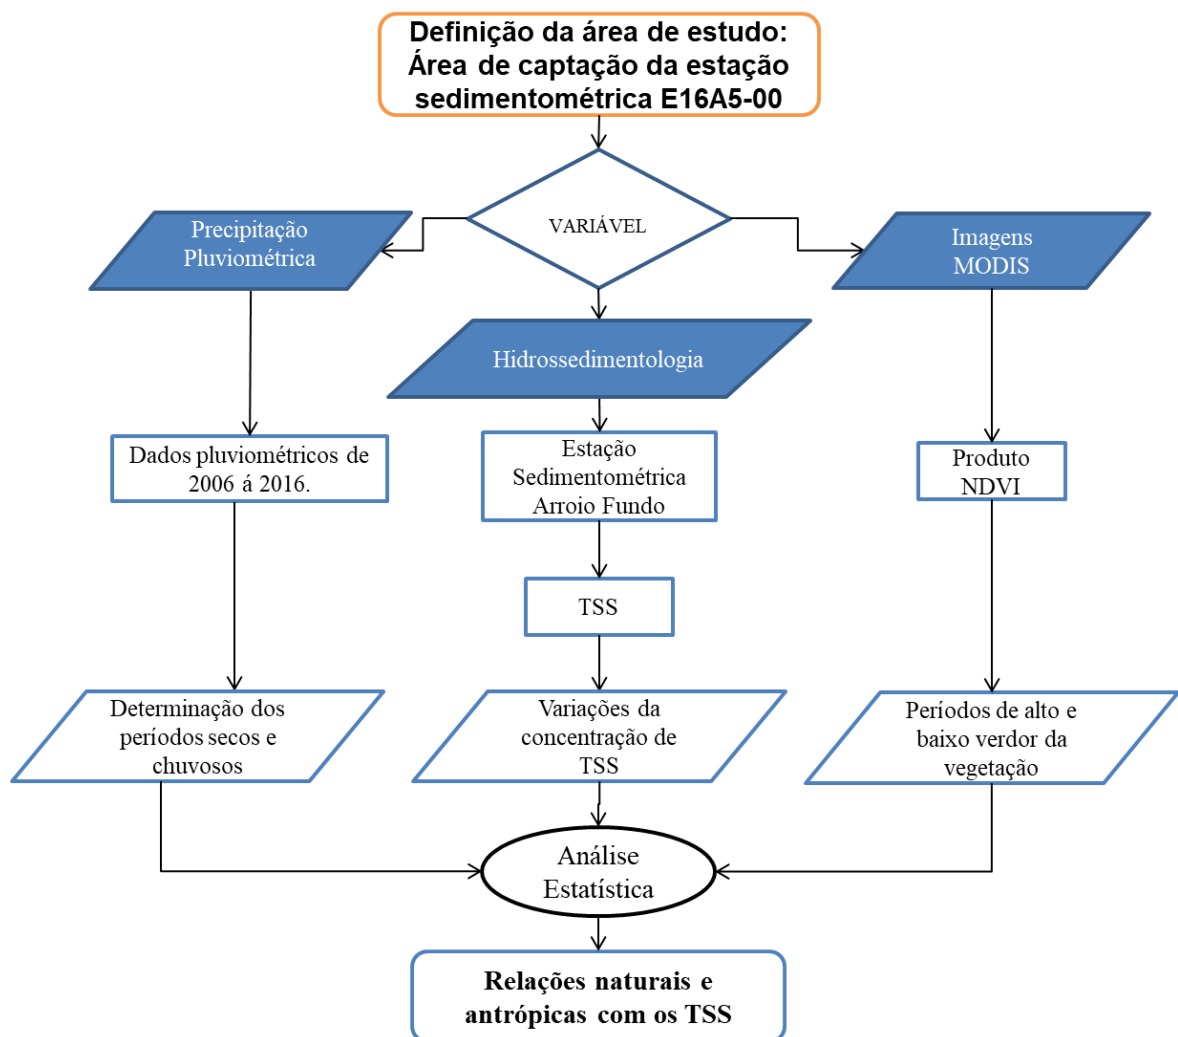 Definição da área de estudo:
Área de captação da estação
sedimentométrica E16A5-00
VARIÁVEL
Precipitação
Pluviométrica
Imagens
MODIS
Hidrossedimentologia
Dados pluviométricos de
2006 á 2016.
Estação
Sedimentométrica
Arroio Fundo
Produto
NDVI
TSS
Determinação dos
períodos secos e
chuvosos
Variações da
concentração de
TSS
Períodos de alto e
baixo verdor da
vegetação
Análise
Estatística
Relações naturais e
antrópicas com os TSS